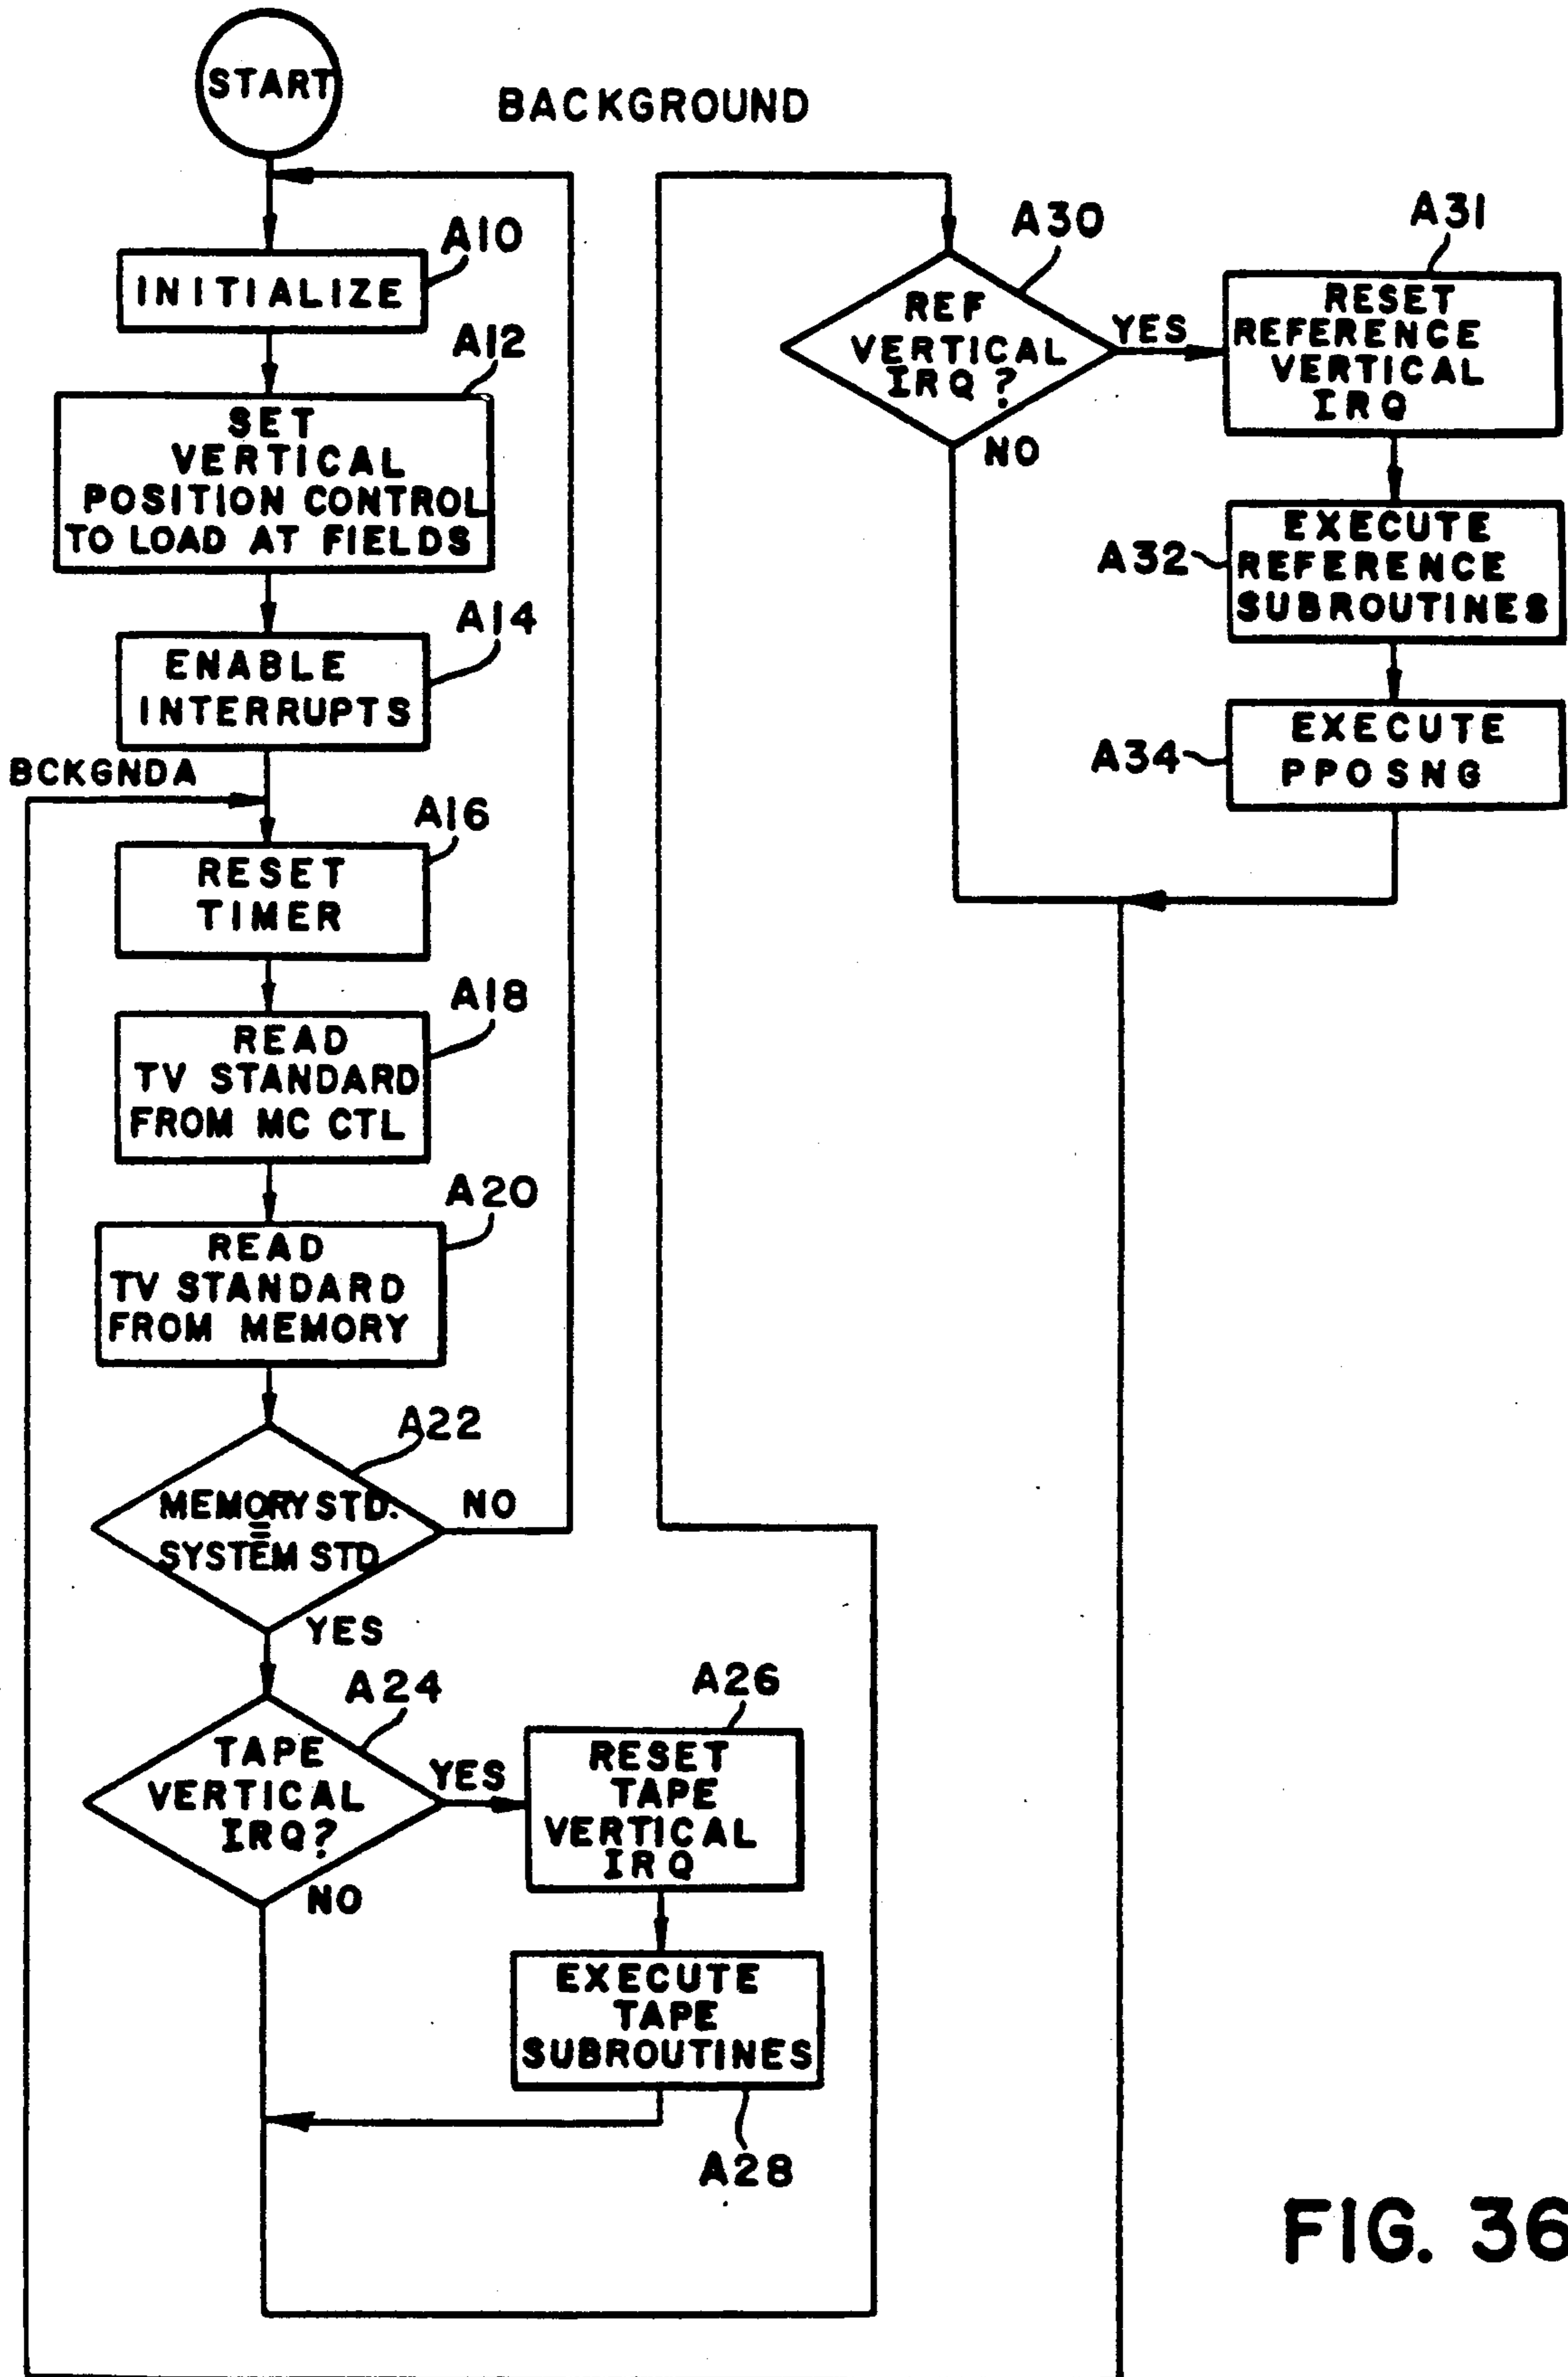 START
BACKGROUND
A10
INITIALIZE
A12
SET
VERTICAL
POSITION CONTROL
TO LOAD AT FIELDS
A14
ENABLE
INTERRUPTS
BCKGNDA
A16
RESET
TIMER
A18
READ
TV STANDARD
FROM MC CTL
A20
READ
TV STANDARD
FROM MEMORY
A22
MEMORY STD.
=
SYSTEM STD
NO
YES
A24
TAPE
VERTICAL
IRQ?
YES
NO
A26
RESET
TAPE
VERTICAL
IRQ
EXECUTE
TAPE
SUBROUTINES
A28
A30
REF
VERTICAL
IRQ?
YES
NO
A31
RESET
REFERENCE
VERTICAL
IRQ
A32
EXECUTE
REFERENCE
SUBROUTINES
A34
EXECUTE
PPOSNG
FIG. 36